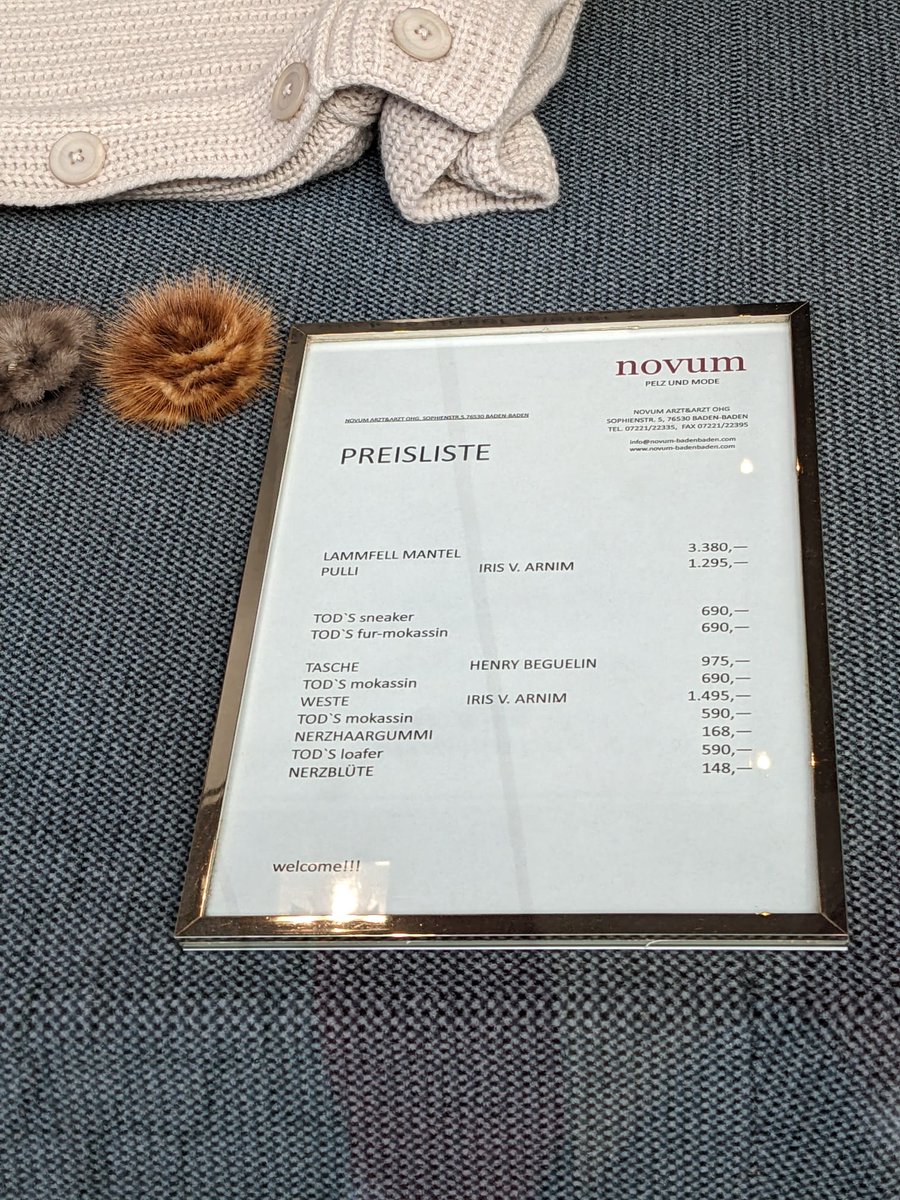 novum
PELZ UND MODE
NOVUM ARZT&ARZT OHG, SOPHIENSTR.5,76530 BADEN-BADEN
NOVUM ARZT&ARZT OHG
SOPHIENSTR. 5, 76530 BADEN-BADEN
TEL. 07221/22335, FAX 07221/22395
info@novum-badenbaden.com
www.novum-badenbaden.com
PREISLISTE
LAMMFELL MANTEL 3.380,—
PULLI IRIS V. ARNIM 1.295,—
TOD`S sneaker 690,—
TOD`S fur-mokassin 690,—
TASCHE HENRY BEGUELIN 975,—
TOD`S mokassin 690,—
WESTE IRIS V. ARNIM 1.495,—
TOD`S mokassin 590,—
NERZHAARGUMMI 168,—
TOD`S loafer 590,—
NERZBLÜTE 148,—
welcome!!!